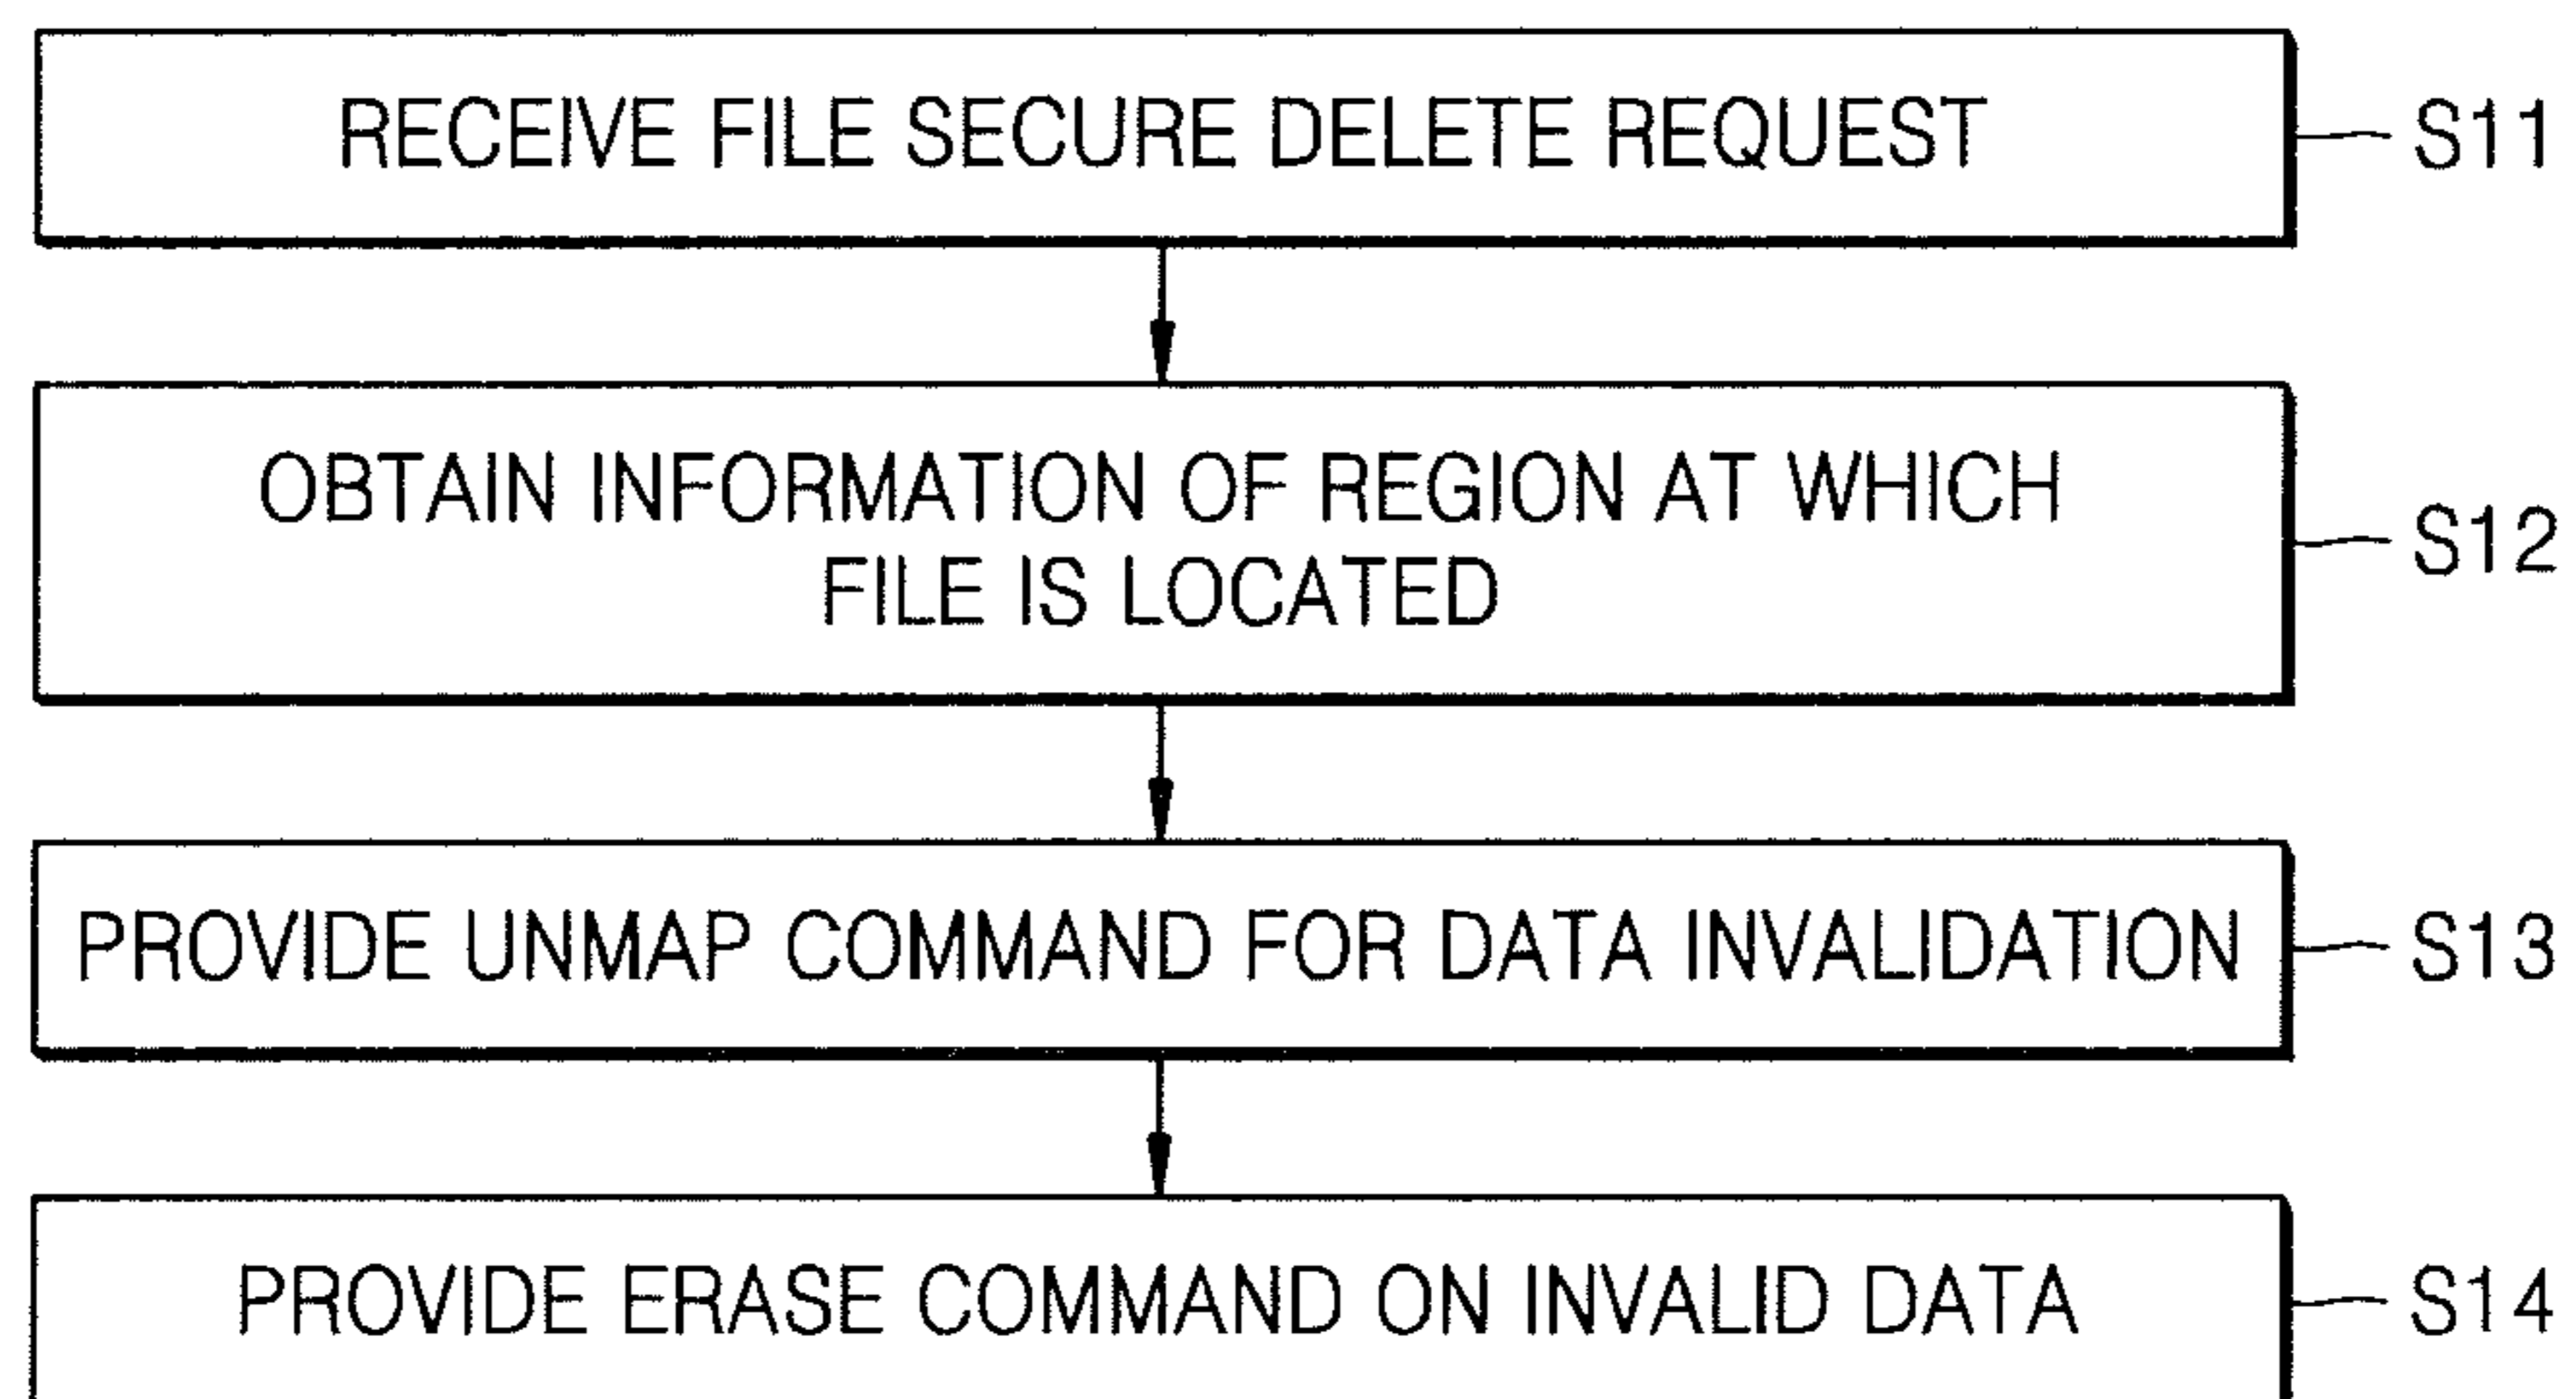 RECEIVE FILE SECURE DELETE REQUEST
S11
OBTAIN INFORMATION OF REGION AT WHICH
FILE IS LOCATED
S12
PROVIDE UNMAP COMMAND FOR DATA INVALIDATION
S13
PROVIDE ERASE COMMAND ON INVALID DATA
S14